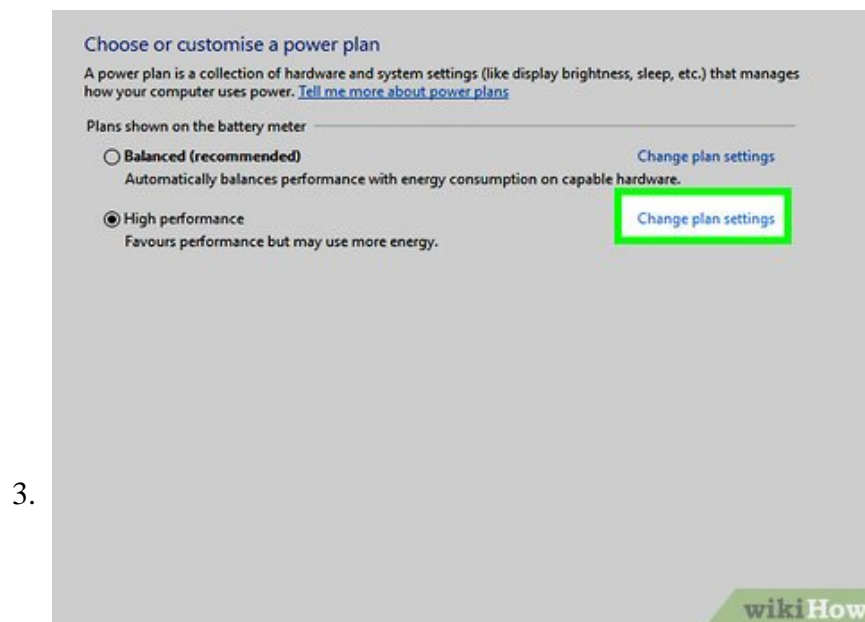 Choose or customise a power plan
A power plan is a collection of hardware and system settings (like display brightness, sleep, etc.) that manages
how your computer uses power. Tell me more about power plans
Plans shown on the battery meter
Balanced (recommended) Change plan settings
Automatically balances performance with energy consumption on capable hardware.
High performance Change plan settings
Favours performance but may use more energy.
3.
wikiHow